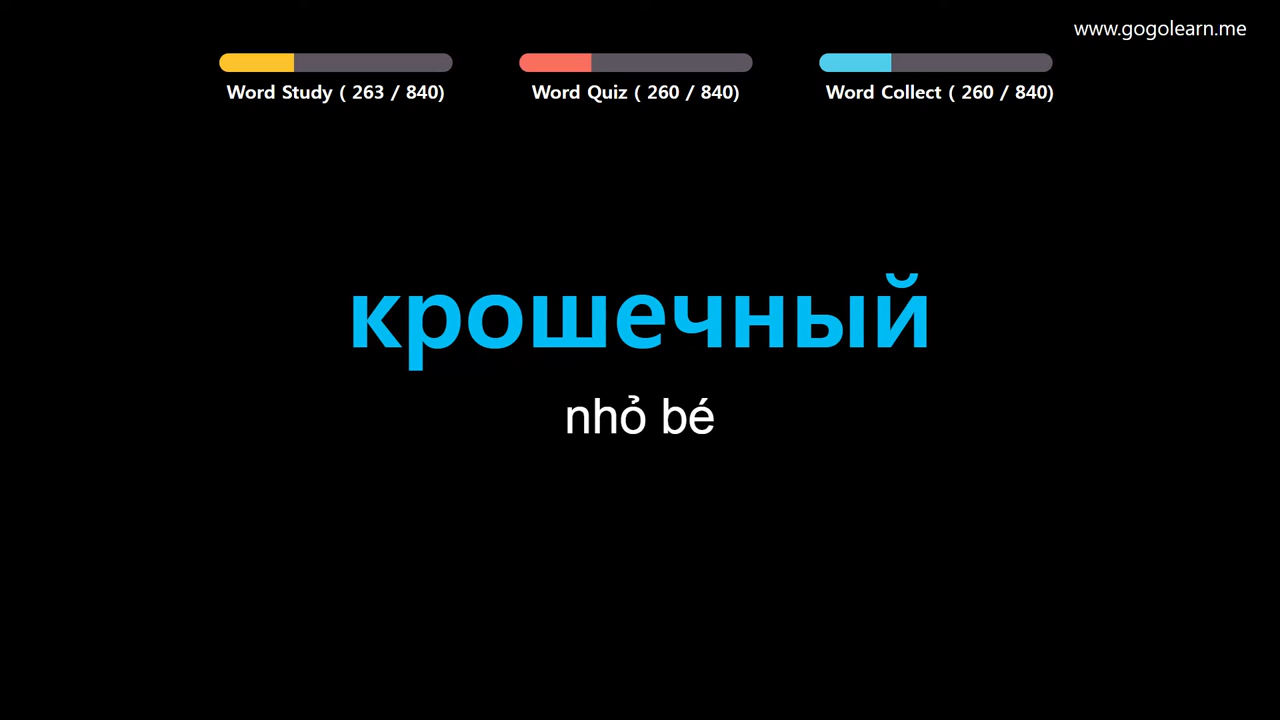 www.gogolearn.me
Word Study ( 263 / 840)
Word Quiz ( 260 / 840)
Word Collect ( 260 / 840)
крошечный
nhỏ bé